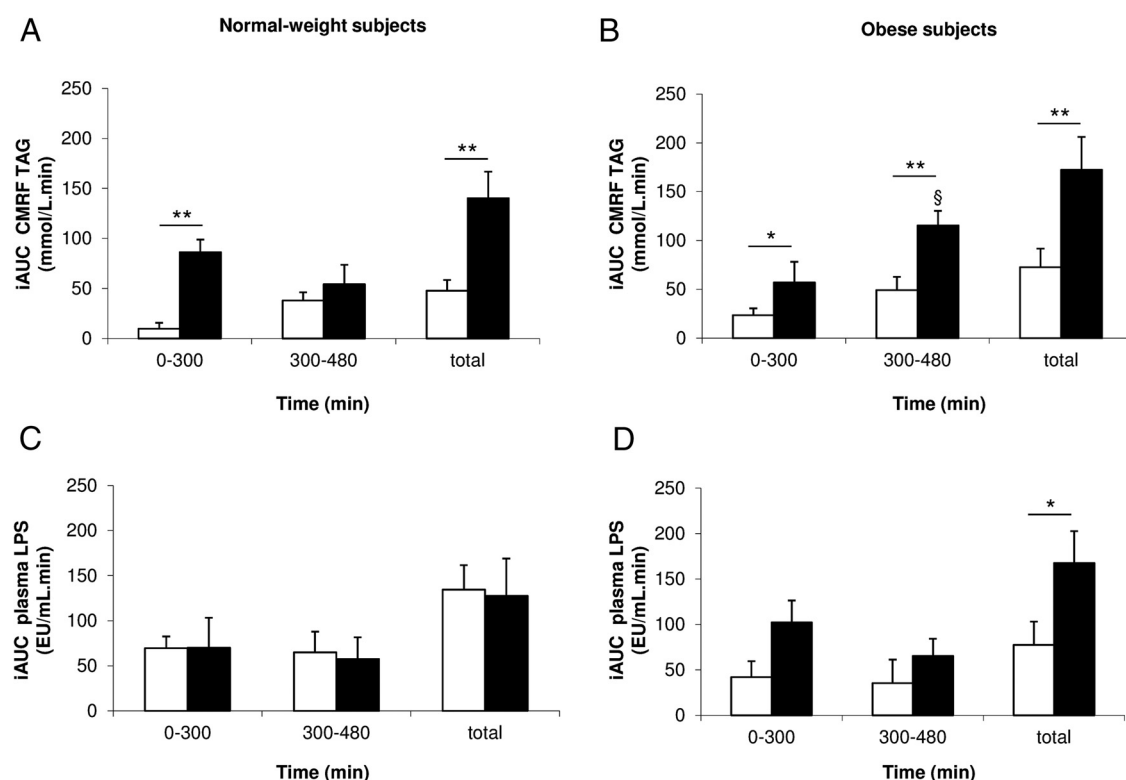 A
Normal-weight subjects
iAUC CMRF TAG
(mmol/L.min)
250
200
150
100
50
0
**
**
0-300
300-480
total
Time (min)
B
Obese subjects
iAUC CMRF TAG
(mmol/L.min)
250
200
150
100
50
0
*
**
§
**
0-300
300-480
total
Time (min)
C
iAUC plasma LPS
(EU/mL.min)
250
200
150
100
50
0
0-300
300-480
total
Time (min)
D
iAUC plasma LPS
(EU/mL.min)
250
200
150
100
50
0
*
0-300
300-480
total
Time (min)